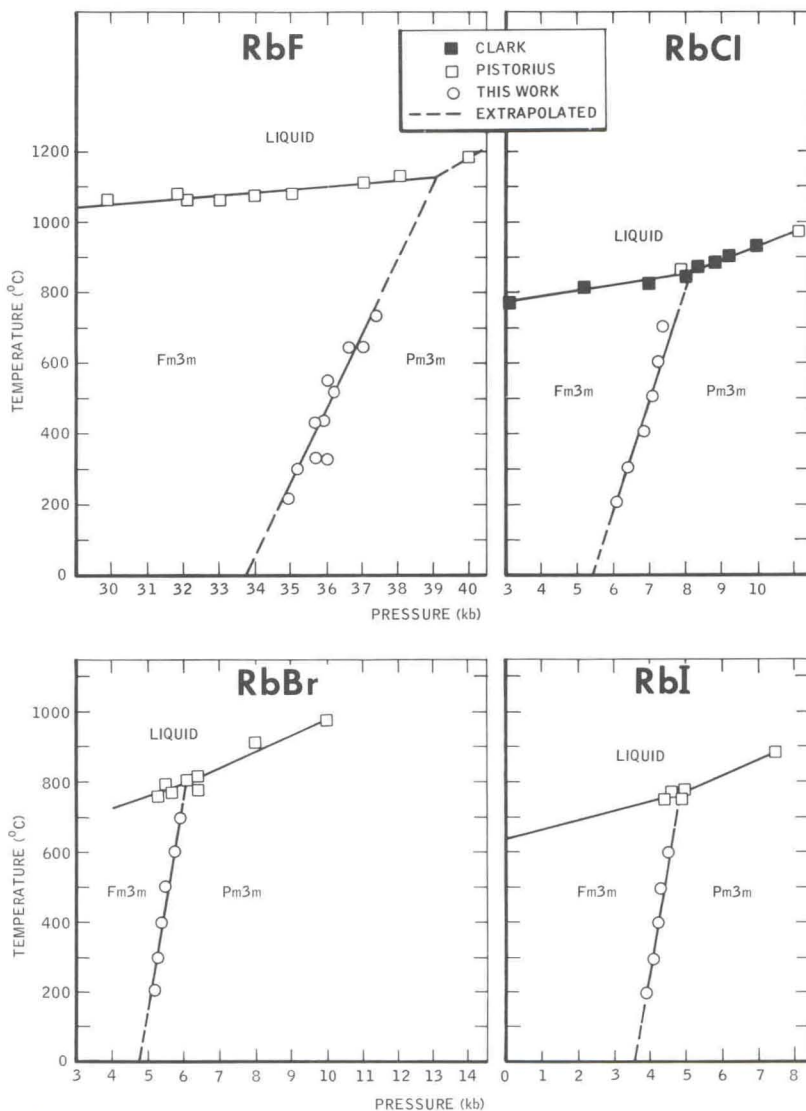 RbF
RbCl
CLARK
PISTORIUS
THIS WORK
EXTRAPOLATED
LIQUID
LIQUID
1200
1000
800
600
400
200
0
TEMPERATURE (°C)
Fm3m
Pm3m
Fm3m
Pm3m
30 31 32 33 34 35 36 37 38 13 40
3 4 5 6 7 8 9 10
PRESSURE (kb)
RbBr
RbI
LIQUID
LIQUID
1000
800
600
400
200
0
TEMPERATURE (°C)
Fm3m
Pm3m
Fm3m
Pm3m
4 5 6 8 10 11 12 13 14
0 1 2 3 4 5 6 7 8
PRESSURE (kb)
PRESSURE (kb)